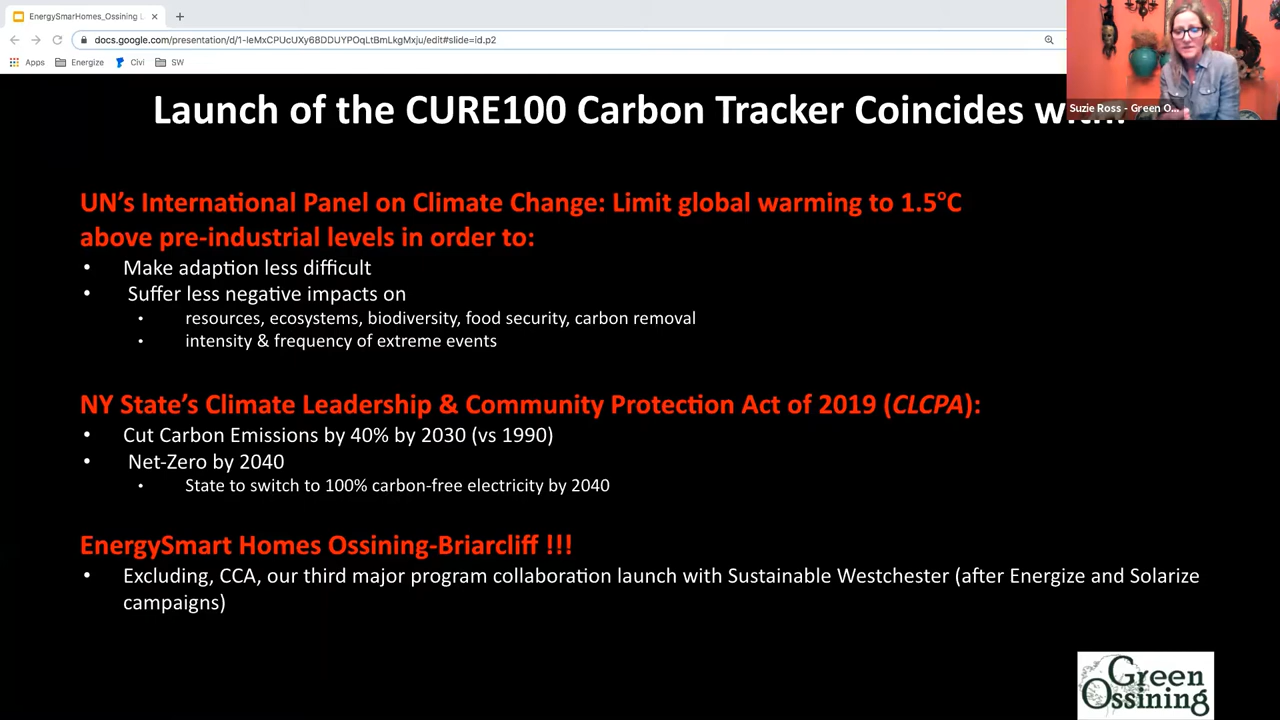 EnergySmarHomes_Ossining L
docs.google.com/presentation/d/1-IeMxCPUcUXy68DDUYPOqLtBmLkgMxju/edit#slide=id.p2
Apps Energize Civi SW
Suzie Ross - Green O...
Launch of the CURE100 Carbon Tracker Coincides
UN's International Panel on Climate Change: Limit global warming to 1.5°C
above pre-industrial levels in order to:
• Make adaption less difficult
• Suffer less negative impacts on
• resources, ecosystems, biodiversity, food security, carbon removal
• intensity & frequency of extreme events
NY State's Climate Leadership & Community Protection Act of 2019 (CLCPA):
• Cut Carbon Emissions by 40% by 2030 (vs 1990)
• Net-Zero by 2040
• State to switch to 100% carbon-free electricity by 2040
EnergySmart Homes Ossining-Briarcliff !!!
• Excluding, CCA, our third major program collaboration launch with Sustainable Westchester (after Energize and Solarize
campaigns)
Green
Ossining